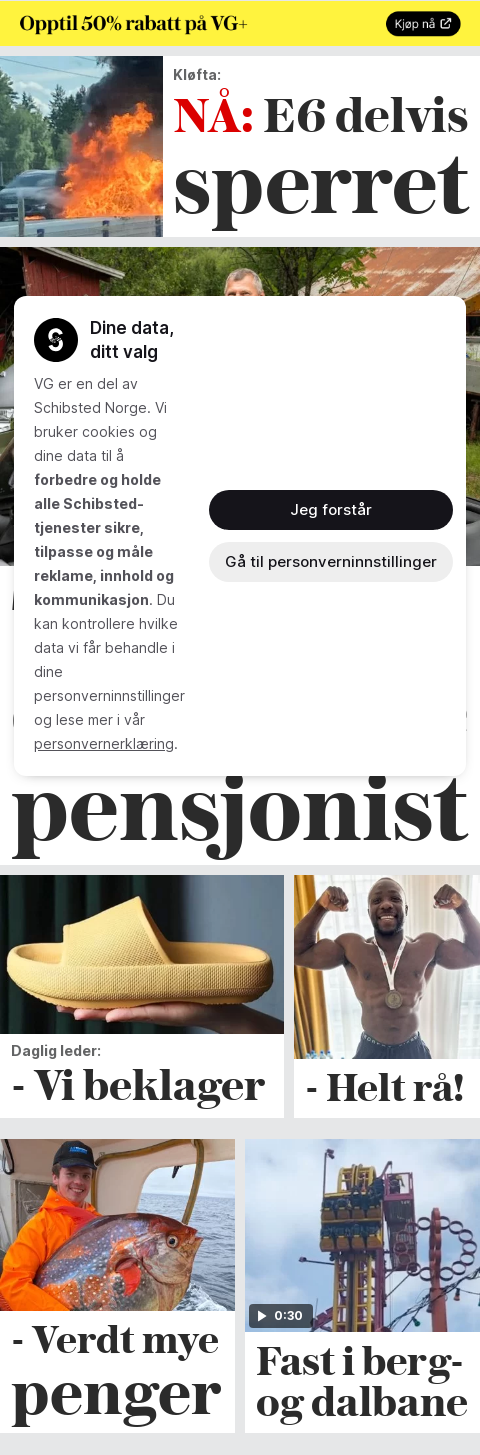 Opptil 50% rabatt på VG+
Kjøp nå
Kløfta:
NÅ: E6 delvis
sperret
Dine data,
ditt valg
VG er en del av
Schibsted Norge. Vi
bruker cookies og
dine data til å
forbedre og holde
alle Schibsted-
tjenester sikre,
tilpasse og måle
reklame, innhold og
kommunikasjon. Du
kan kontrollere hvilke
data vi får behandle i
dine
personverninnstillinger
og lese mer i vår
personvernerklæring.
Jeg forstår
Gå til personverninnstillinger
pensjonist
Daglig leder:
- Vi beklager
- Helt rå!
- Verdt mye
penger
0:30
Fast i berg-
og dalbane